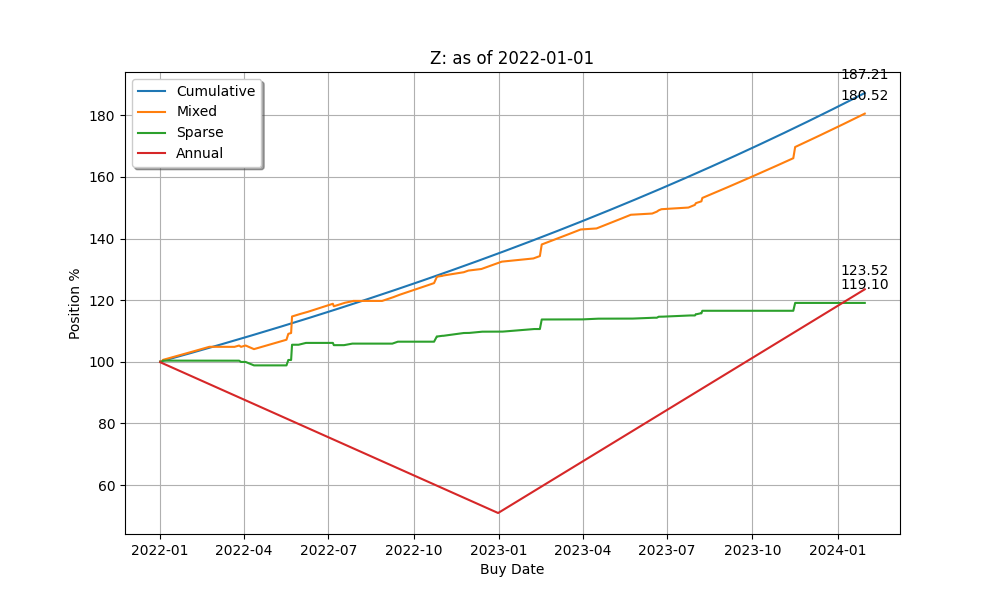 Z: as of 2022-01-01
187.21
180.52
123.52
119.10
Cumulative
Mixed
Sparse
Annual
Position %
180
160
140
120
100
80
60
2022-01 2022-04 2022-07 2022-10 2023-01 2023-04 2023-07 2023-10 2024-01
Buy Date